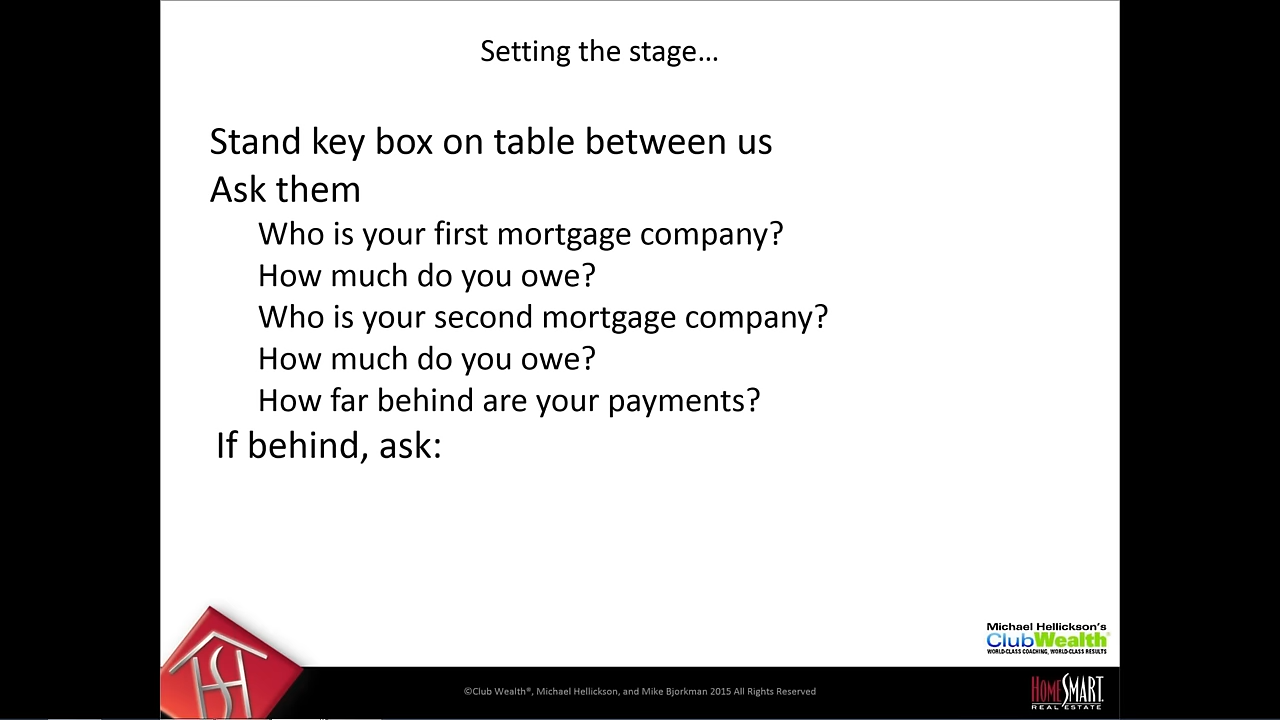 Setting the stage…
Stand key box on table between us
Ask them
Who is your first mortgage company?
How much do you owe?
Who is your second mortgage company?
How much do you owe?
How far behind are your payments?
If behind, ask:
Michael Hellickson's
ClubWealth®
WORLD-CLASS COACHING, WORLD-CLASS RESULTS
©Club Wealth®, Michael Hellickson, and Mike Bjorkman 2015 All Rights Reserved
HOMESMART
REAL ESTATE